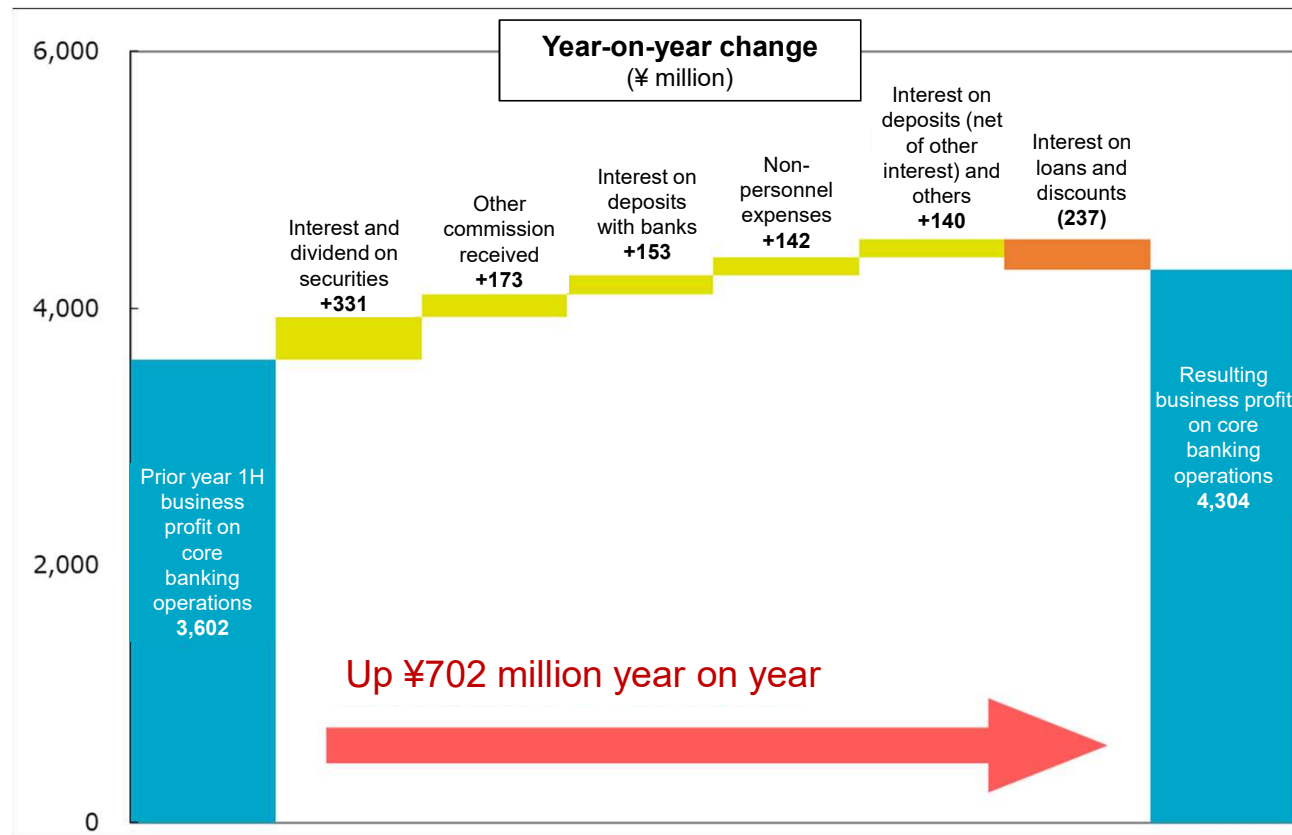 Year-on-year change
(¥ million)
6,000
4,000
2,000
0
Prior year 1H
business
profit on
core
banking
operations
3,602
Interest and
dividend on
securities
+331
Other
commission
received
+173
Interest on
deposits
with banks
+153
Non-
personnel
expenses
+142
Interest on
deposits (net
of other
interest) and
others
+140
Interest on
loans and
discounts
(237)
Resulting
business profit
on core
banking
operations
4,304
Up ¥702 million year on year